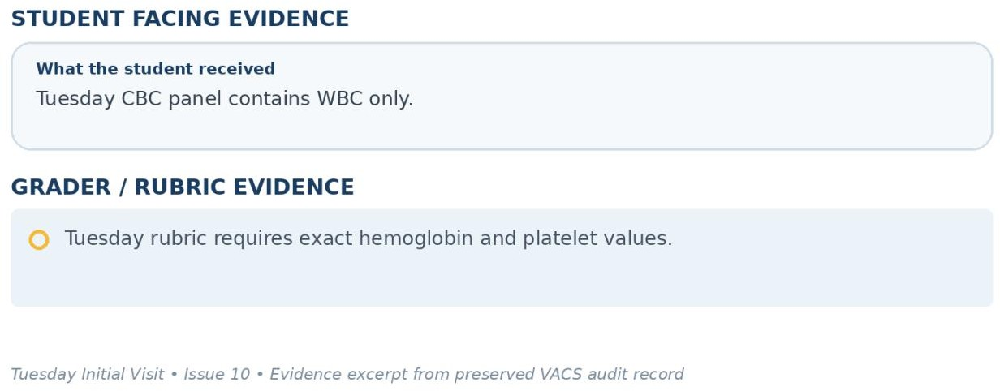 STUDENT FACING EVIDENCE
What the student received
Tuesday CBC panel contains WBC only.
GRADER / RUBRIC EVIDENCE
Tuesday rubric requires exact hemoglobin and platelet values.
Tuesday Initial Visit • Issue 10 • Evidence excerpt from preserved VACS audit record